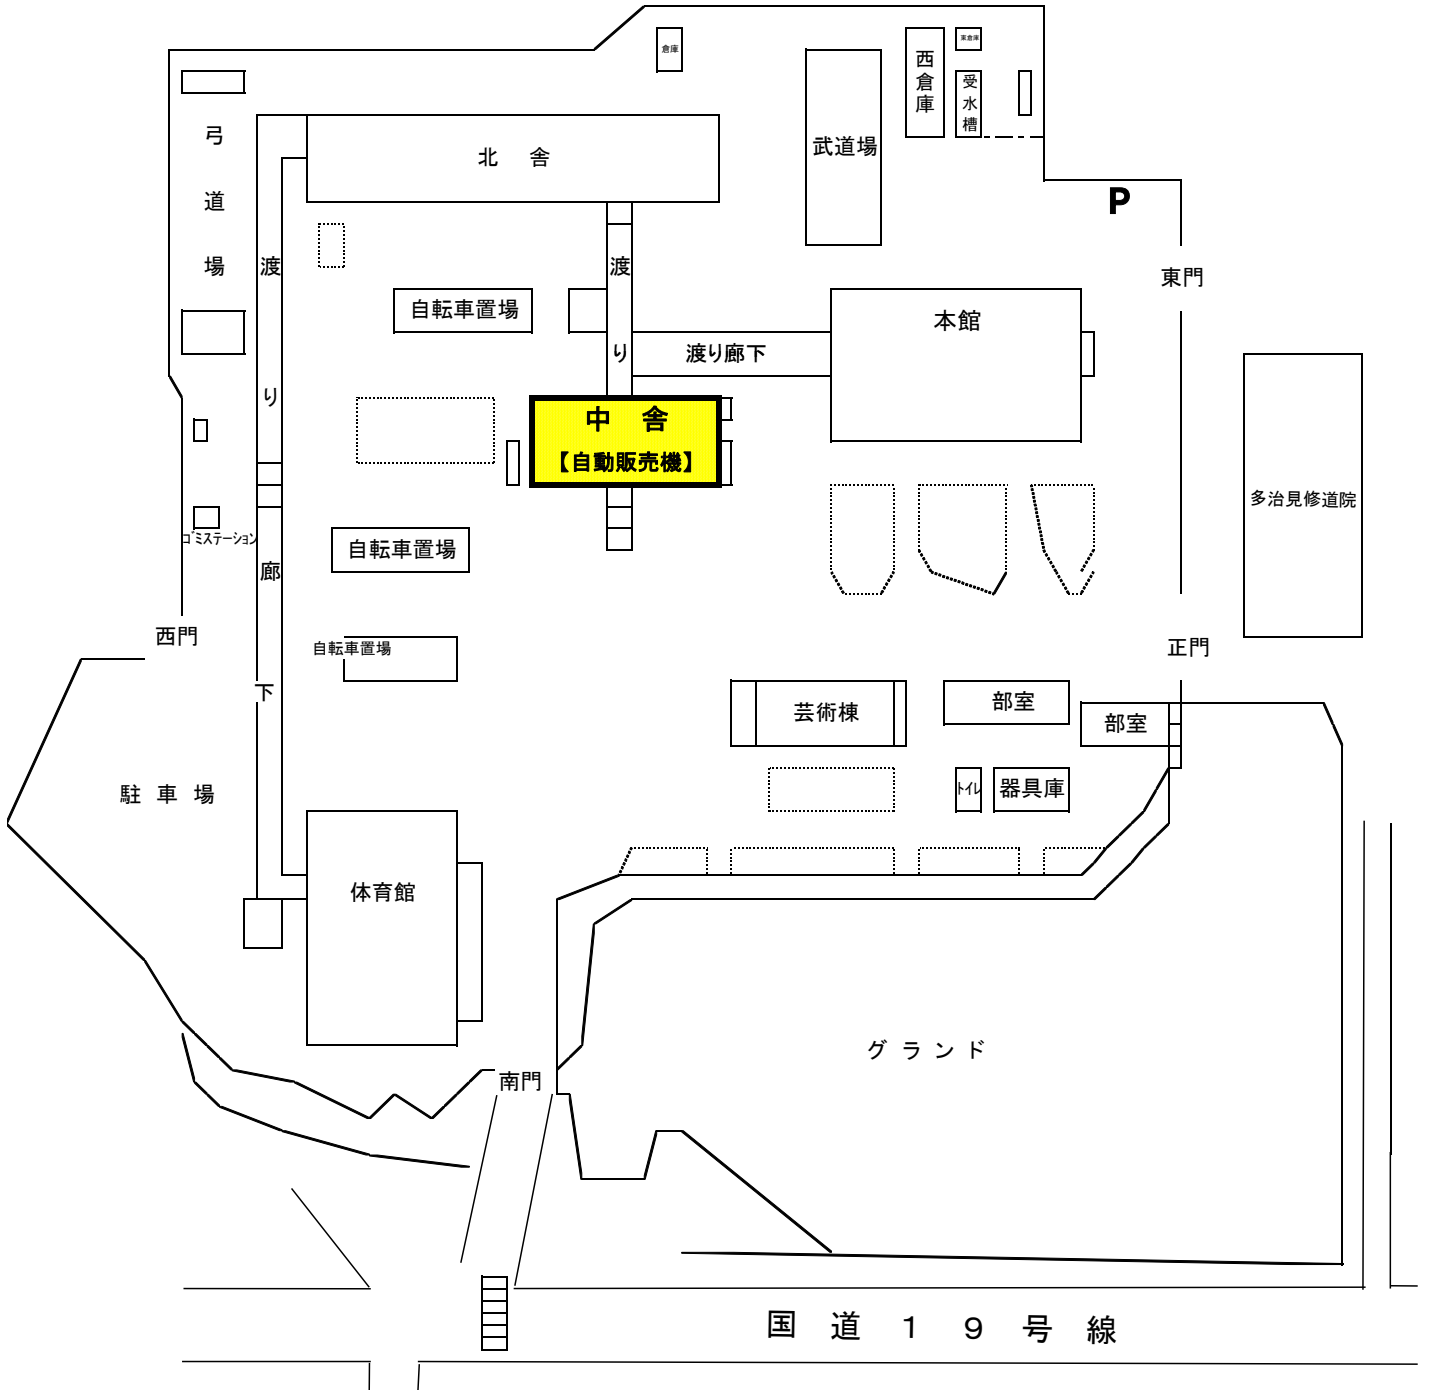 倉庫
西倉庫
東倉庫
受水槽
弓道場
北　舎
武道場
P
渡り廊下
渡り
東門
自転車置場
本館
渡り廊下
中　舎
【自動販売機】
多治見修道院
ｺﾞﾐｽﾃｰｼｮﾝ
自転車置場
西門
自転車置場
正門
芸術棟
部室
部室
駐車場
ﾄｲﾚ
器具庫
体育館
グランド
南門
国道１９号線